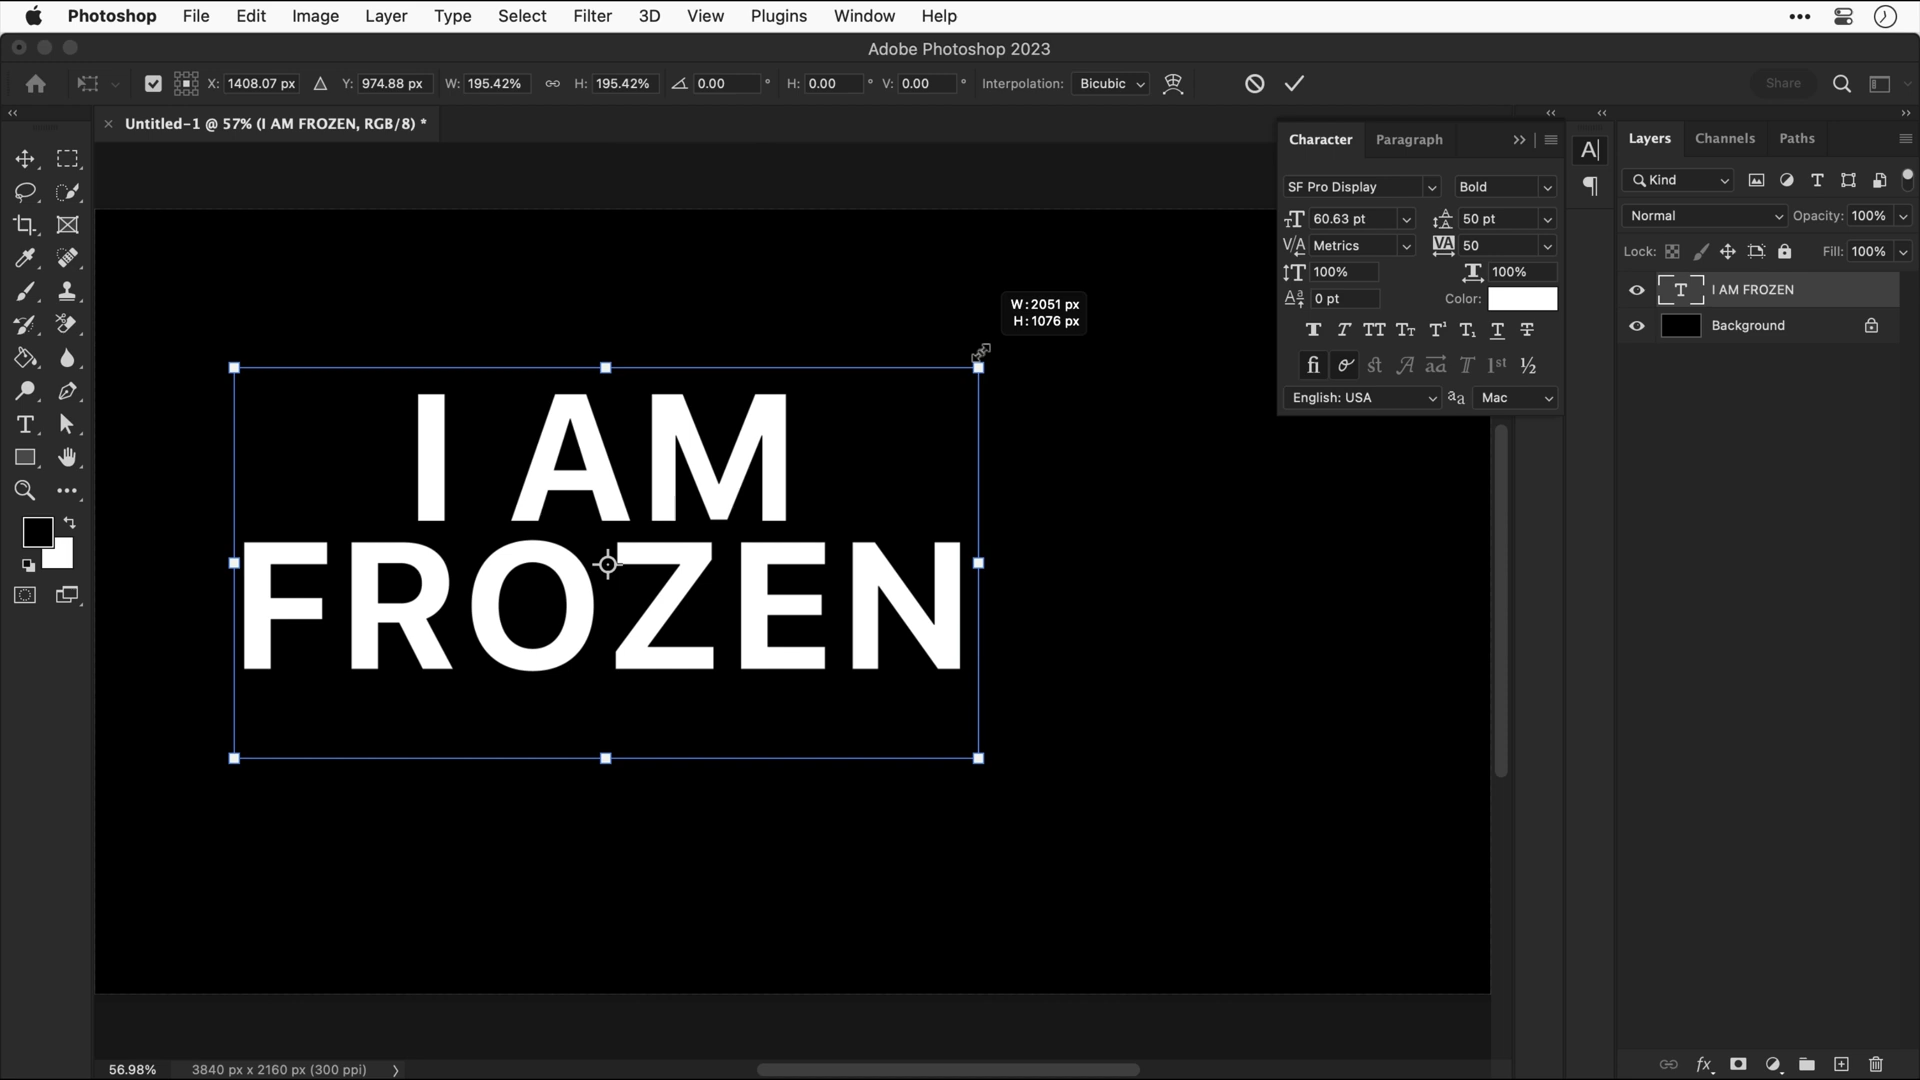 Photoshop File Edit Image Layer Type Select Filter 3D View Plugins Window Help
Adobe Photoshop 2023
X: 1408.07 px Y: 974.88 px W: 195.42% H: 195.42% 0.00 ° H: 0.00 ° V: 0.00 ° Interpolation: Bicubic Share
Untitled-1 @ 57% (I AM FROZEN, RGB/8) *
Character Paragraph
SF Pro Display Bold
60.63 pt 50 pt
Metrics 50
100% 100%
0 pt Color:
English: USA Mac
Layers Channels Paths
Kind
Normal Opacity: 100%
Lock: Fill: 100%
I AM FROZEN
Background
W: 2051 px
H: 1076 px
I AM
FROZEN
56.98% 3840 px x 2160 px (300 ppi)